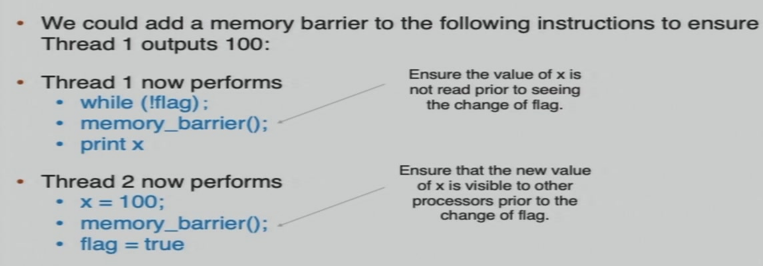 • We could add a memory barrier to the following instructions to ensure
Thread 1 outputs 100:
• Thread 1 now performs
• while (!flag);
• memory_barrier();
• print x
Ensure the value of x is
not read prior to seeing
the change of flag.
• Thread 2 now performs
• x = 100;
• memory_barrier();
• flag = true
Ensure that the new value
of x is visible to other
processors prior to the
change of flag.